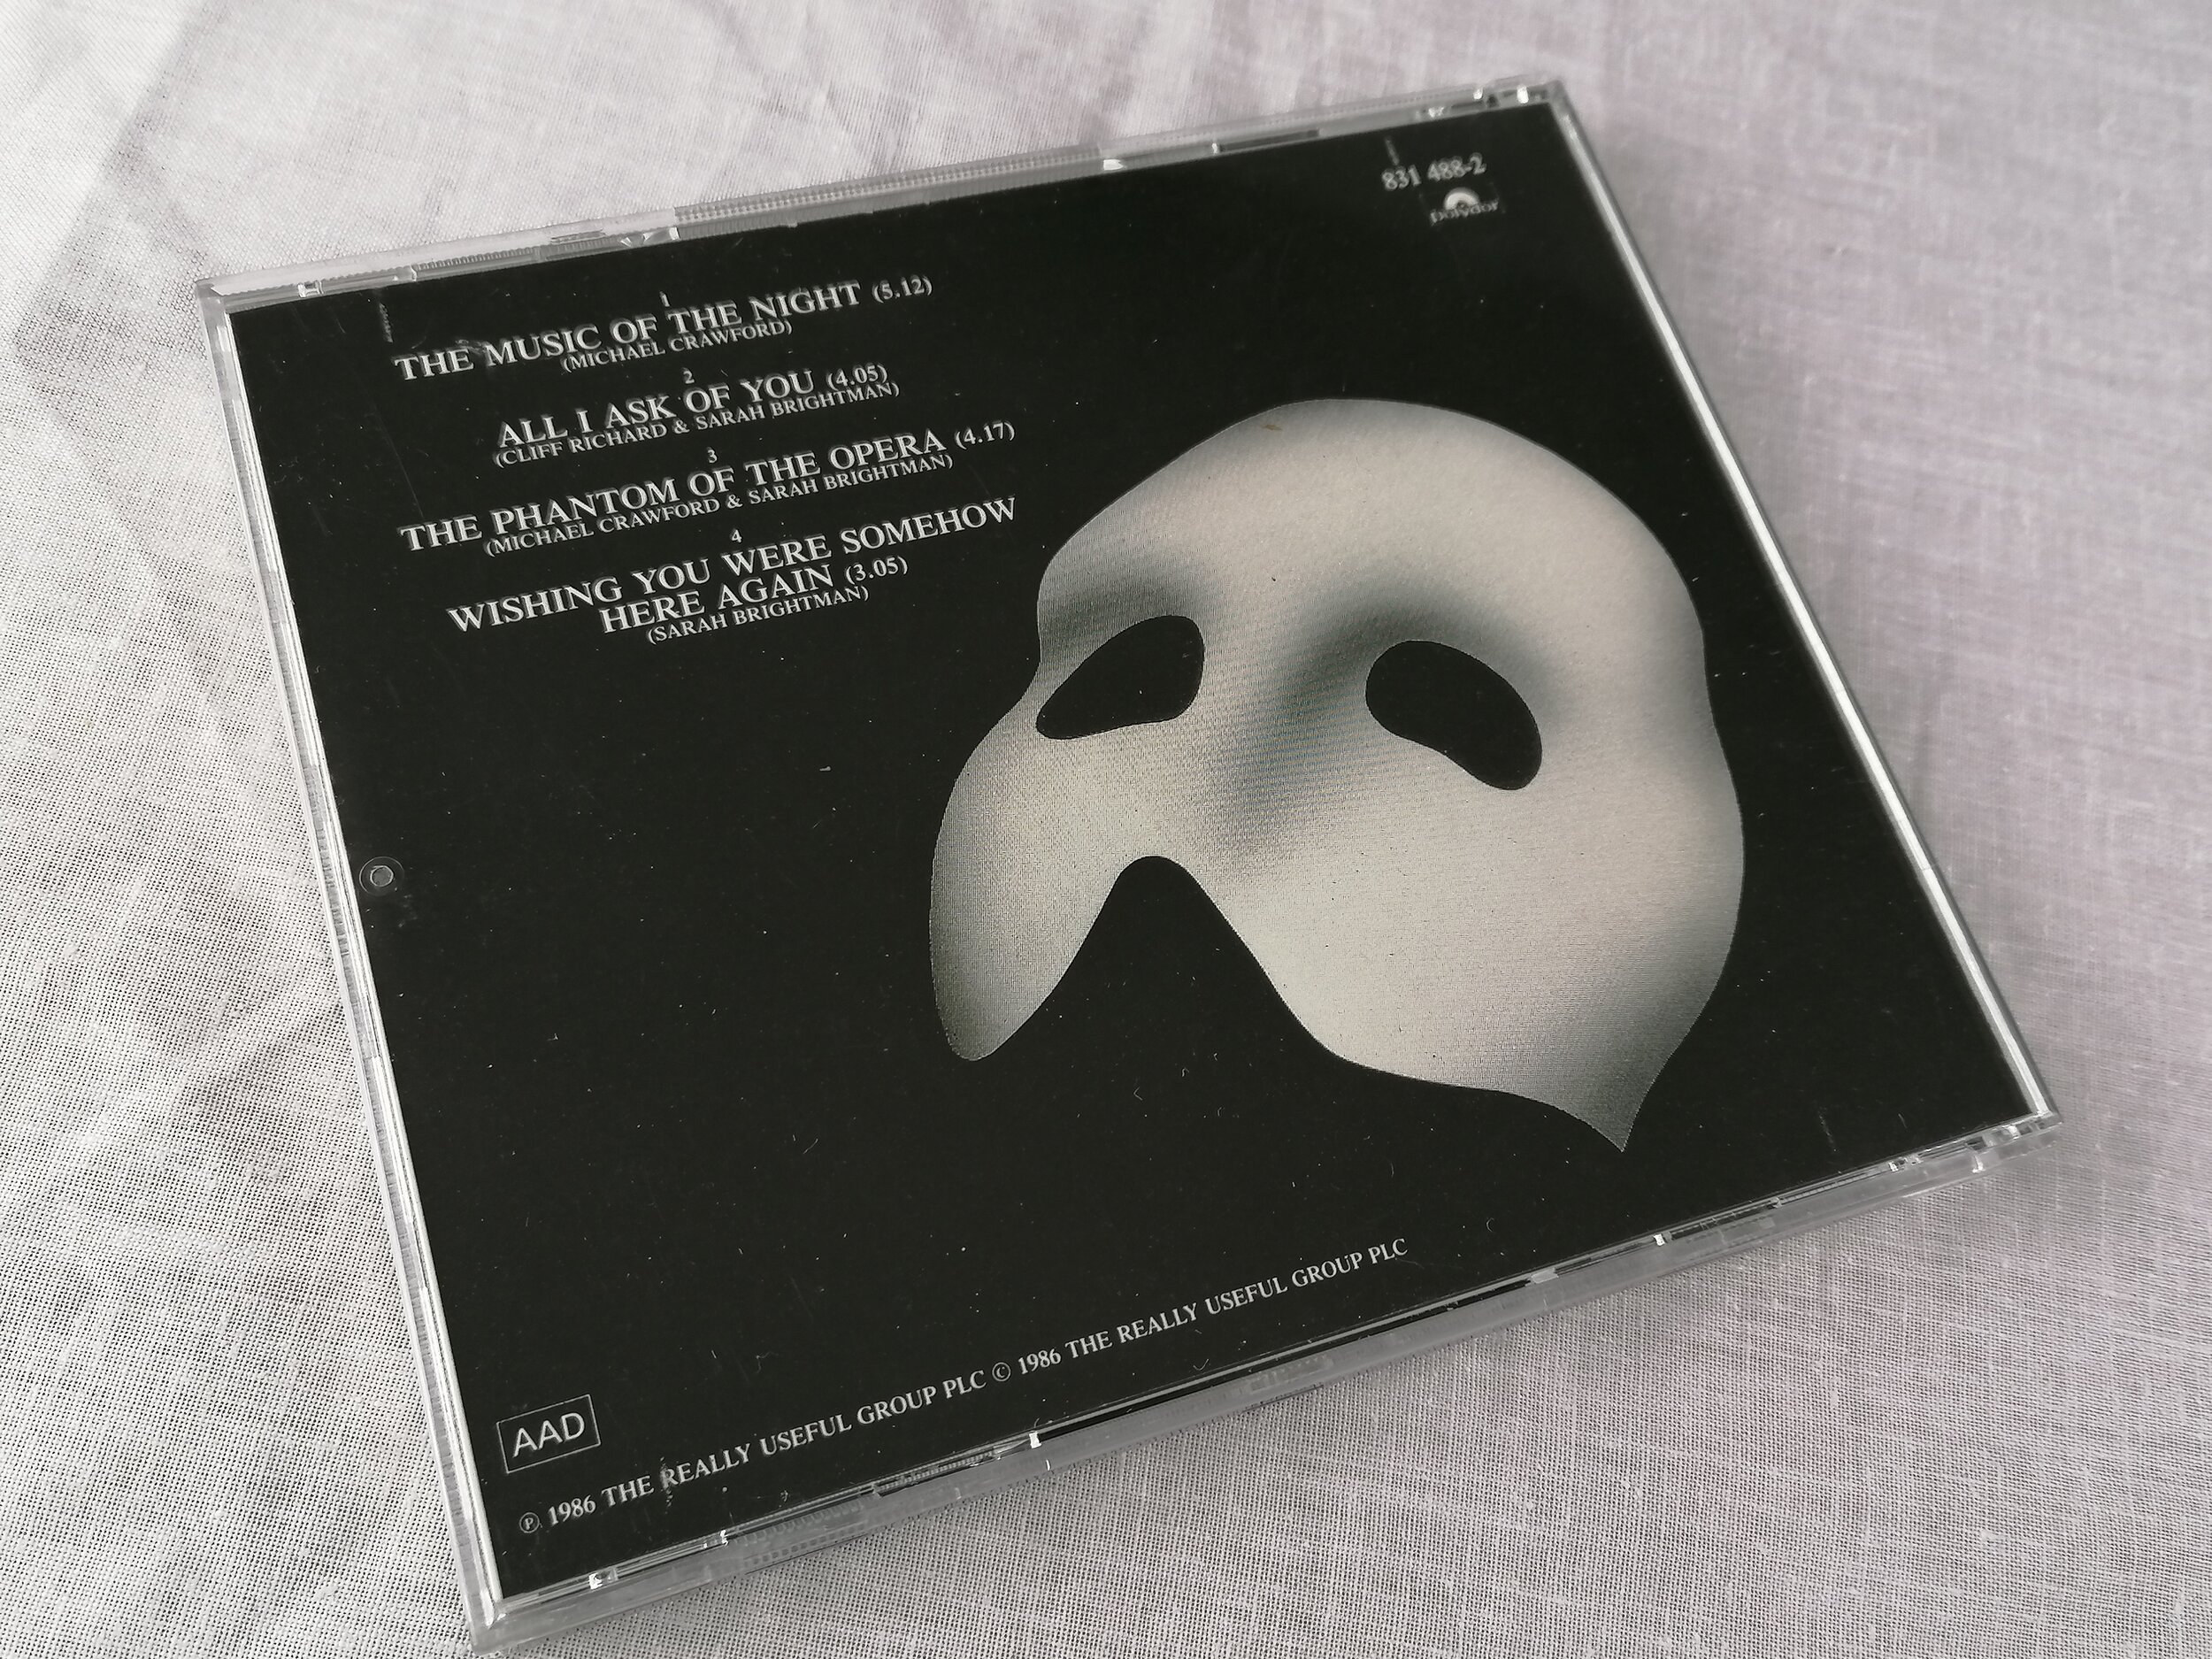 831 488-2
polydor
1
THE MUSIC OF THE NIGHT (5.12)
(MICHAEL CRAWFORD)
2
ALL I ASK OF YOU (4.05)
(CLIFF RICHARD & SARAH BRIGHTMAN)
3
THE PHANTOM OF THE OPERA (4.17)
(MICHAEL CRAWFORD & SARAH BRIGHTMAN)
4
WISHING YOU WERE SOMEHOW
HERE AGAIN (3.05)
(SARAH BRIGHTMAN)
AAD
℗ 1986 THE REALLY USEFUL GROUP PLC © 1986 THE REALLY USEFUL GROUP PLC